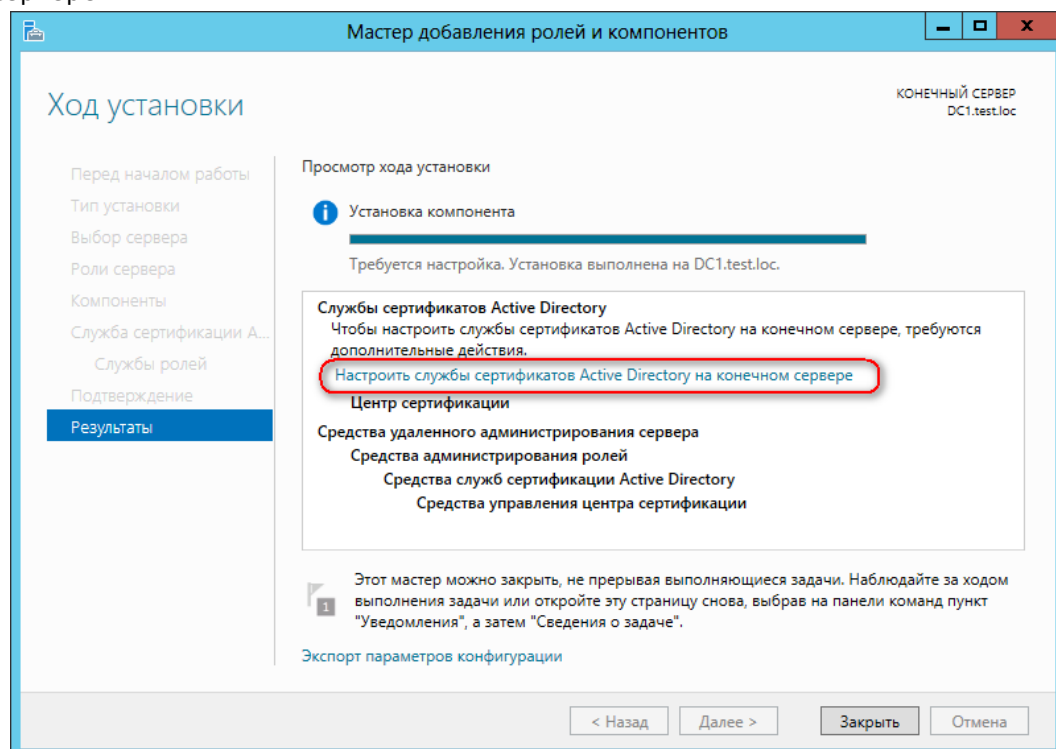 Мастер добавления ролей и компонентов
Ход установки
КОНЕЧНЫЙ СЕРВЕР
DC1.test.loc
Перед началом работы
Тип установки
Выбор сервера
Роли сервера
Компоненты
Служба сертификации A...
Службы ролей
Подтверждение
Результаты
Просмотр хода установки
Установка компонента
Требуется настройка. Установка выполнена на DC1.test.loc.
Службы сертификатов Active Directory
Чтобы настроить службы сертификатов Active Directory на конечном сервере, требуются
дополнительные действия.
Настроить службы сертификатов Active Directory на конечном сервере
Центр сертификации
Средства удаленного администрирования сервера
Средства администрирования ролей
Средства служб сертификации Active Directory
Средства управления центра сертификации
1
Этот мастер можно закрыть, не прерывая выполняющиеся задачи. Наблюдайте за ходом
выполнения задачи или откройте эту страницу снова, выбрав на панели команд пункт
"Уведомления", а затем "Сведения о задаче".
Экспорт параметров конфигурации
< Назад
Далее >
Закрыть
Отмена